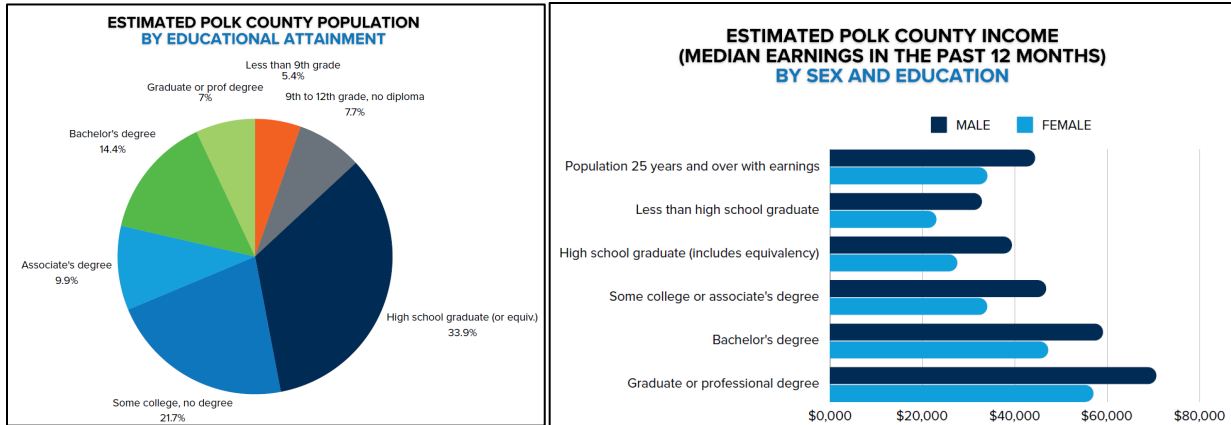 ESTIMATED POLK COUNTY POPULATION
BY EDUCATIONAL ATTAINMENT
Less than 9th grade
5.4%
Graduate or prof degree
7%
9th to 12th grade, no diploma
7.7%
Bachelor's degree
14.4%
Associate's degree
9.9%
High school graduate (or equiv.)
33.9%
Some college, no degree
21.7%
ESTIMATED POLK COUNTY INCOME
(MEDIAN EARNINGS IN THE PAST 12 MONTHS)
BY SEX AND EDUCATION
MALE FEMALE
Population 25 years and over with earnings
Less than high school graduate
High school graduate (includes equivalency)
Some college or associate's degree
Bachelor's degree
Graduate or professional degree
$0,000 $20,000 $40,000 $60,000 $80,000